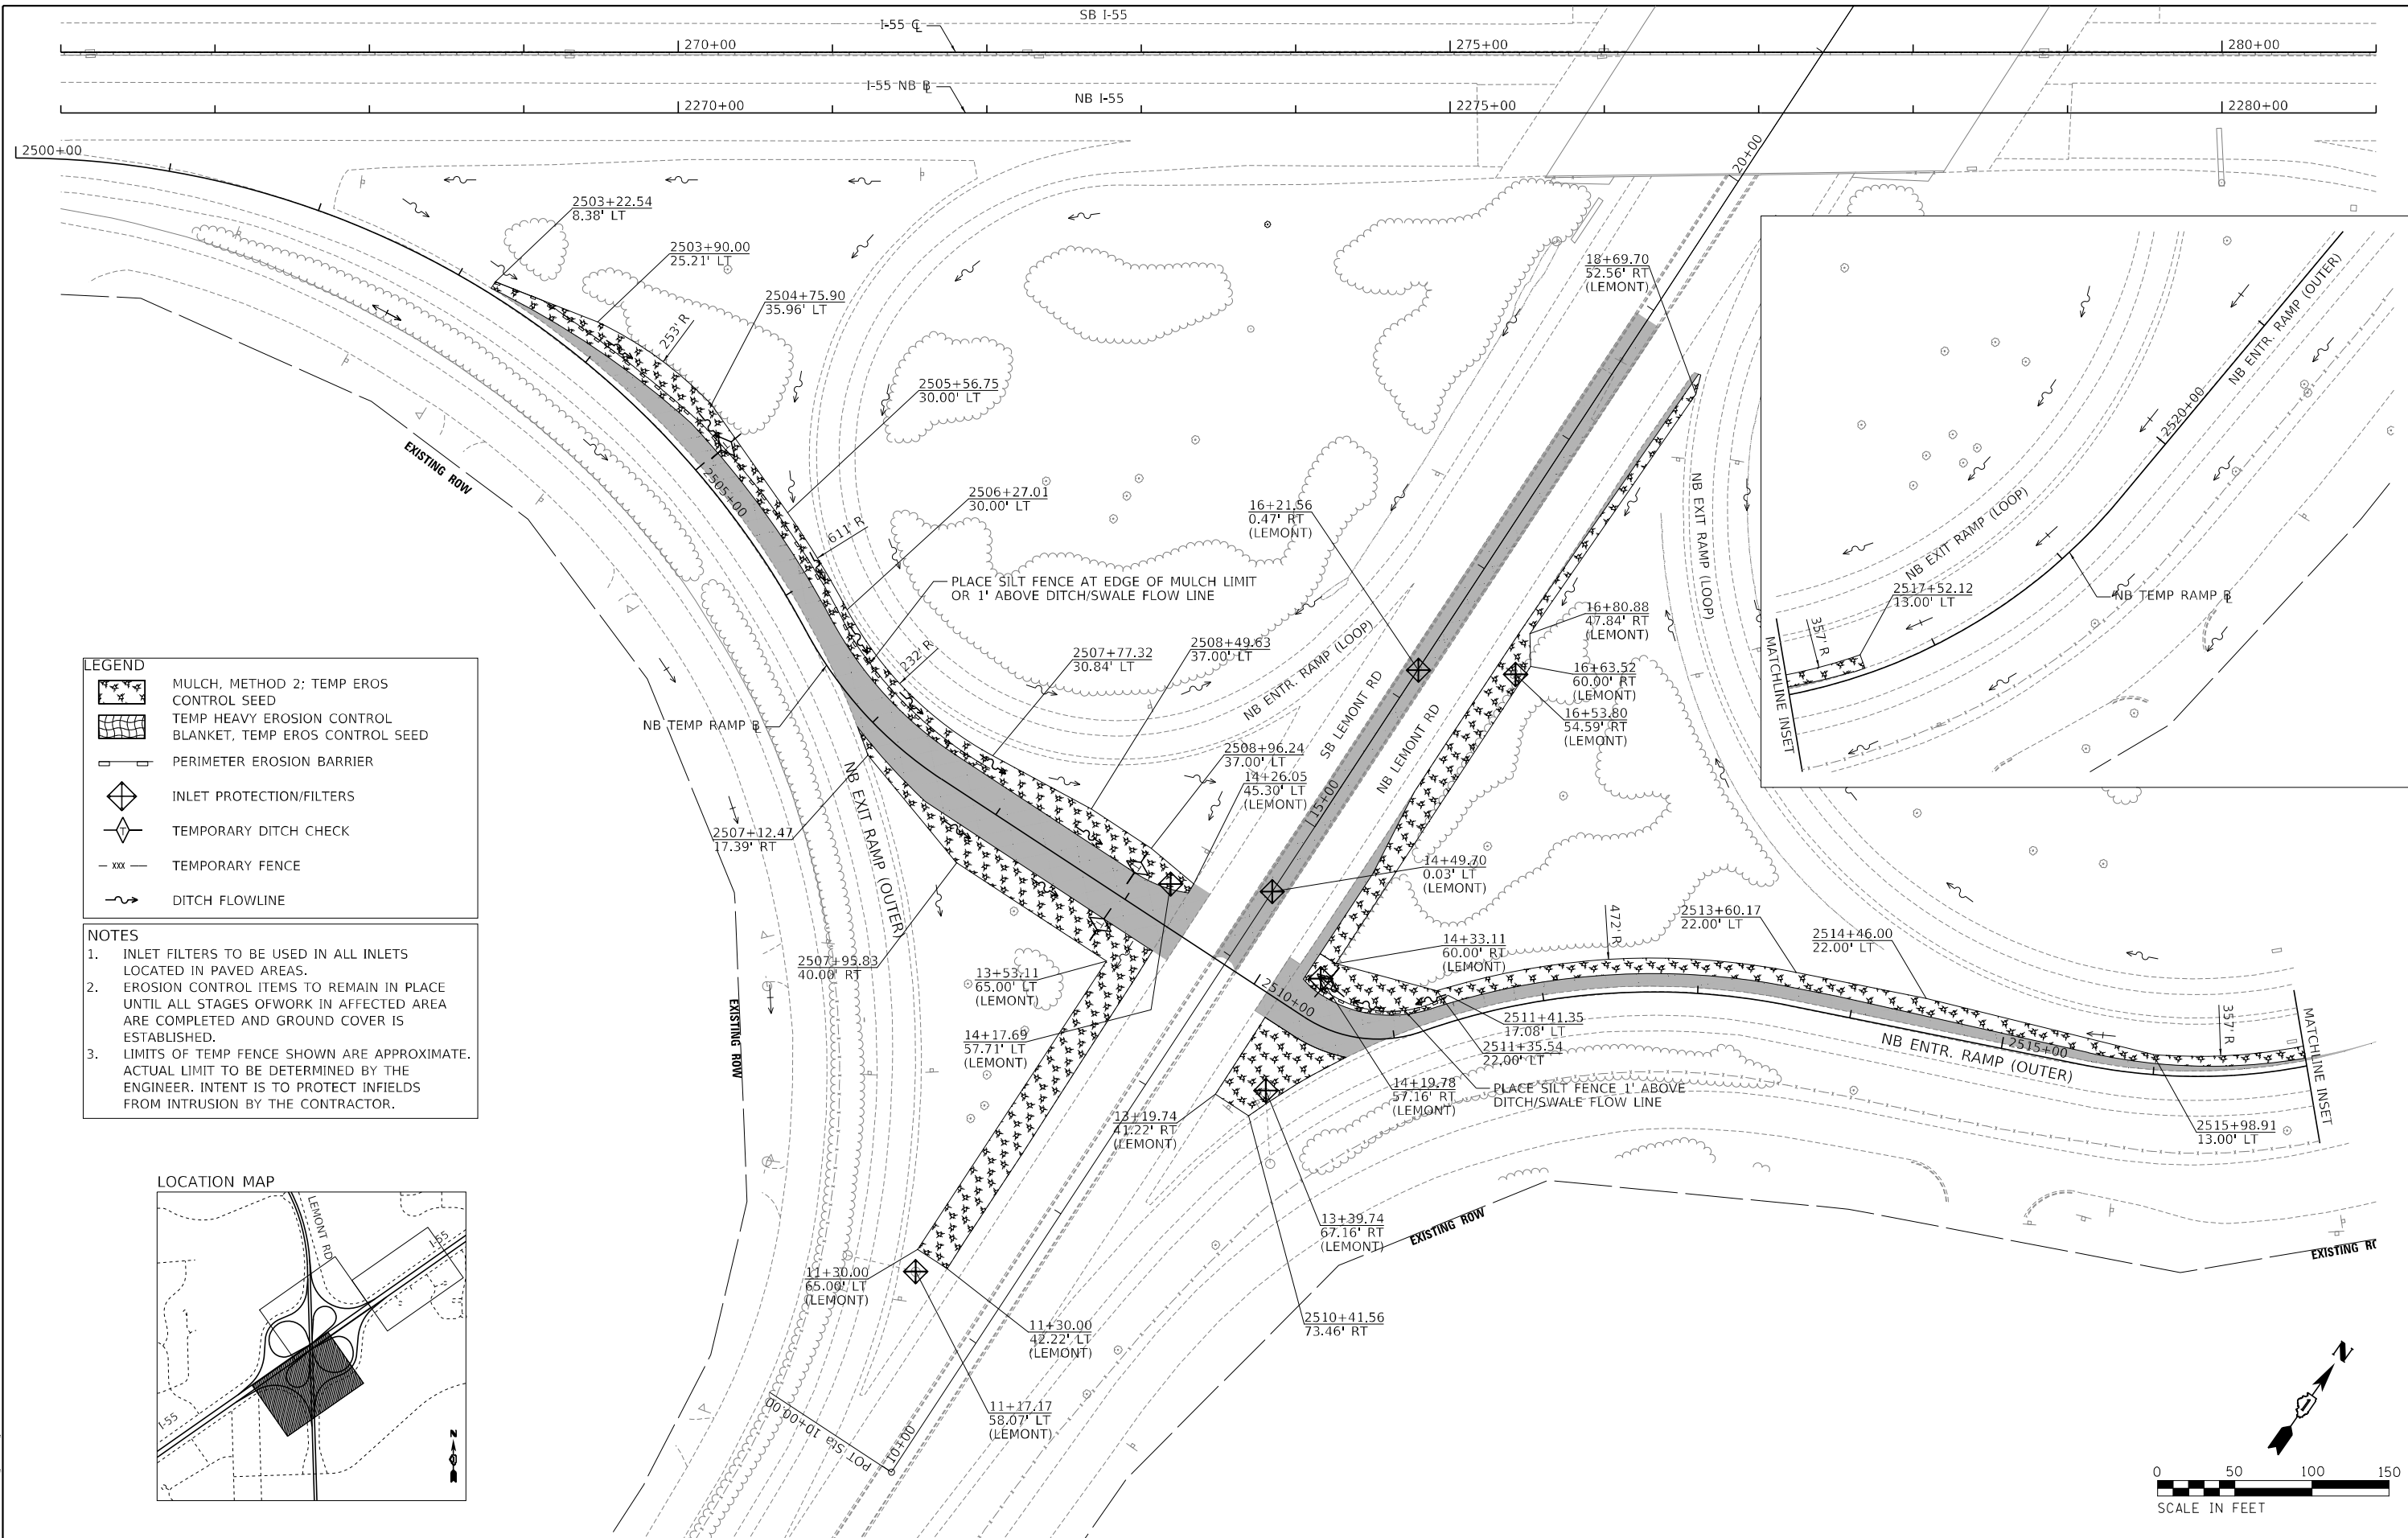 SB I-55
I-55 ℄
270+00
275+00
280+00
I-55 NB BL
NB I-55
2270+00
2275+00
2280+00
2500+00
20+00
2503+22.54
8.38' LT
2503+90.00
25.21' LT
2504+75.90
35.96' LT
253' R
2505+56.75
30.00' LT
2505+00
2506+27.01
30.00' LT
611' R
PLACE SILT FENCE AT EDGE OF MULCH LIMIT
OR 1' ABOVE DITCH/SWALE FLOW LINE
232' R
2507+77.32
30.84' LT
2508+49.63
37.00' LT
2508+96.24
37.00' LT
14+26.05
45.30' LT
(LEMONT)
18+69.70
52.56' RT
(LEMONT)
16+21.56
0.47' RT
(LEMONT)
16+80.88
47.84' RT
(LEMONT)
16+63.52
60.00' RT
(LEMONT)
16+53.80
54.59' RT
(LEMONT)
NB EXIT RAMP (LOOP)
NB ENTR. RAMP (LOOP)
SB LEMONT RD
NB LEMONT RD
15+00
EXISTING ROW
NB TEMP RAMP BL
NB EXIT RAMP (OUTER)
2507+12.47
17.39' RT
2507+95.83
40.00' RT
EXISTING ROW
13+53.11
65.00' LT
(LEMONT)
14+17.69
57.71' LT
(LEMONT)
14+49.70
0.03' LT
(LEMONT)
14+33.11
60.00' RT
(LEMONT)
2510+00
472' R
2513+60.17
22.00' LT
2514+46.00
22.00' LT
2511+41.35
17.08' LT
2511+35.54
22.00' LT
14+19.78
57.16' RT
(LEMONT)
PLACE SILT FENCE 1' ABOVE
DITCH/SWALE FLOW LINE
NB ENTR. RAMP (OUTER)
2515+00
357' R
MATCHLINE INSET
2515+98.91
13.00' LT
13+19.74
41.22' RT
(LEMONT)
13+39.74
67.16' RT
(LEMONT)
2510+41.56
73.46' RT
EXISTING ROW
EXISTING RO
11+30.00
65.00' LT
(LEMONT)
11+30.00
42.22' LT
(LEMONT)
11+17.17
58.07' LT
(LEMONT)
POT Sta 10+00.00
10+00
NB ENTR. RAMP (OUTER)
2520+00
NB EXIT RAMP (LOOP)
2517+52.12
13.00' LT
NB TEMP RAMP BL
357' R
MATCHLINE INSET
LEGEND
MULCH, METHOD 2; TEMP EROS
CONTROL SEED
TEMP HEAVY EROSION CONTROL
BLANKET, TEMP EROS CONTROL SEED
PERIMETER EROSION BARRIER
INLET PROTECTION/FILTERS
T
TEMPORARY DITCH CHECK
XXX
TEMPORARY FENCE
DITCH FLOWLINE
NOTES
1. INLET FILTERS TO BE USED IN ALL INLETS
LOCATED IN PAVED AREAS.
2. EROSION CONTROL ITEMS TO REMAIN IN PLACE
UNTIL ALL STAGES OFWORK IN AFFECTED AREA
ARE COMPLETED AND GROUND COVER IS
ESTABLISHED.
3. LIMITS OF TEMP FENCE SHOWN ARE APPROXIMATE.
ACTUAL LIMIT TO BE DETERMINED BY THE
ENGINEER. INTENT IS TO PROTECT INFIELDS
FROM INTRUSION BY THE CONTRACTOR.
LOCATION MAP
LEMONT RD
I-55
I-55
N
N
0 50 100 150
SCALE IN FEET